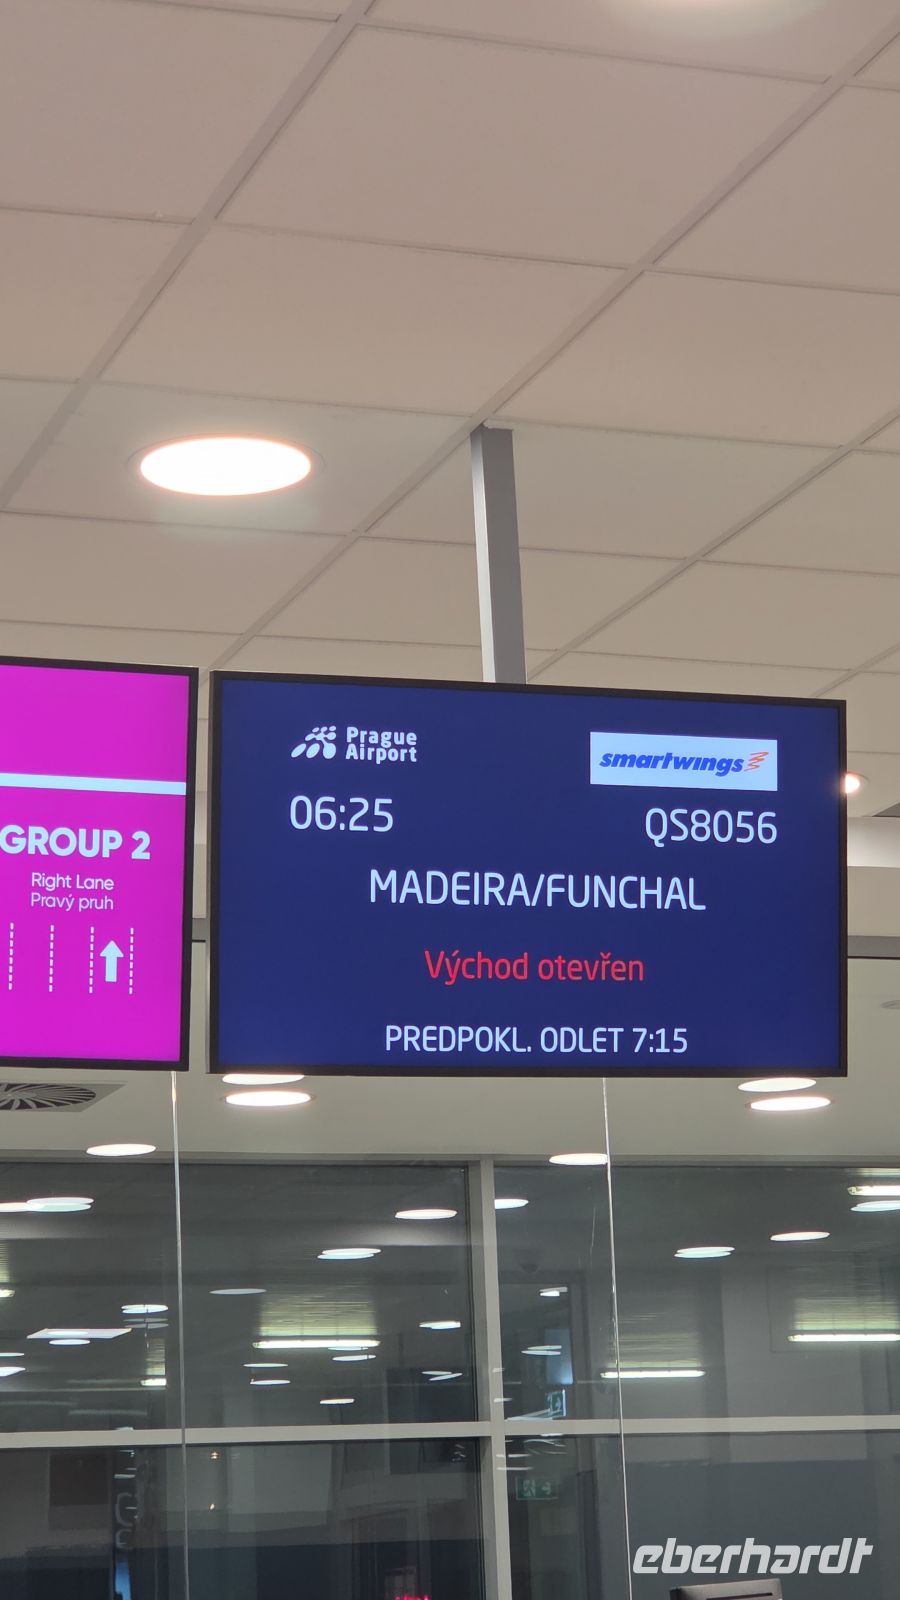 GROUP 2
Right Lane
Pravý pruh
Prague
Airport
smartwings
06:25
QS8056
MADEIRA/FUNCHAL
Východ otevřen
PREDPOKL. ODLET 7:15
eberhardt